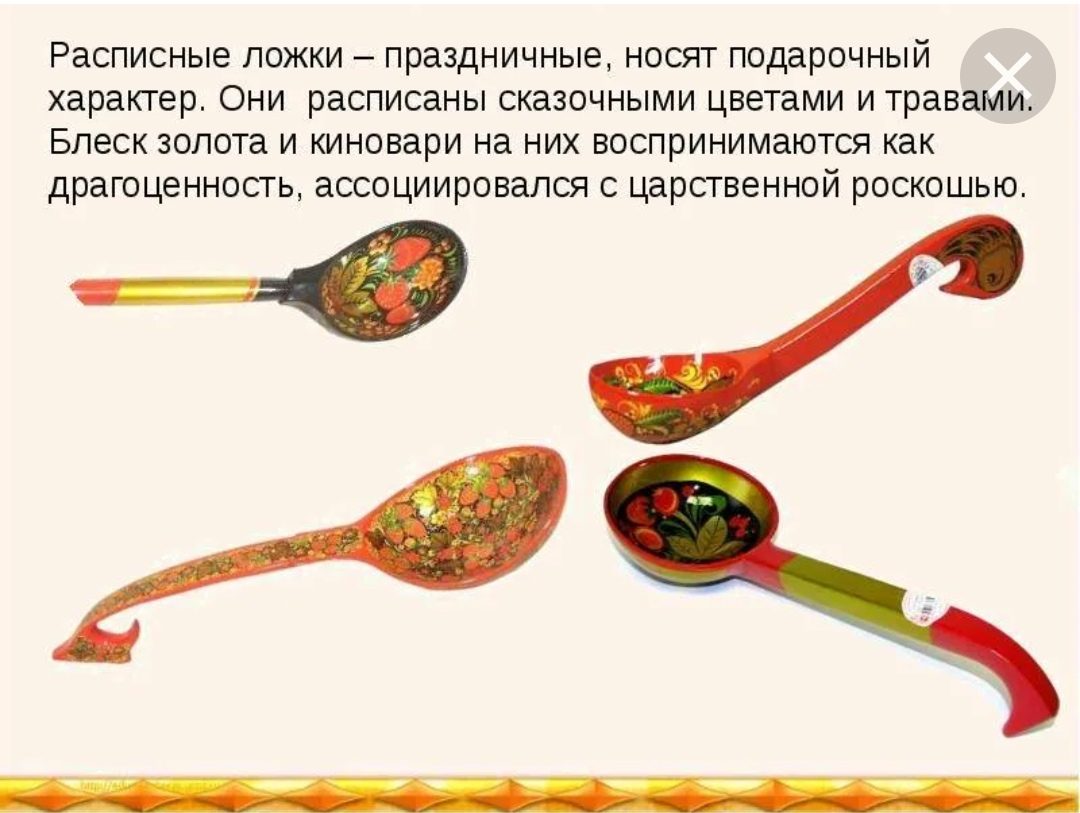 Расписные ложки – праздничные, носят подарочный
характер. Они  расписаны сказочными цветами и травами.
Блеск золота и киновари на них воспринимаются как
драгоценность, ассоциировался с царственной роскошью.